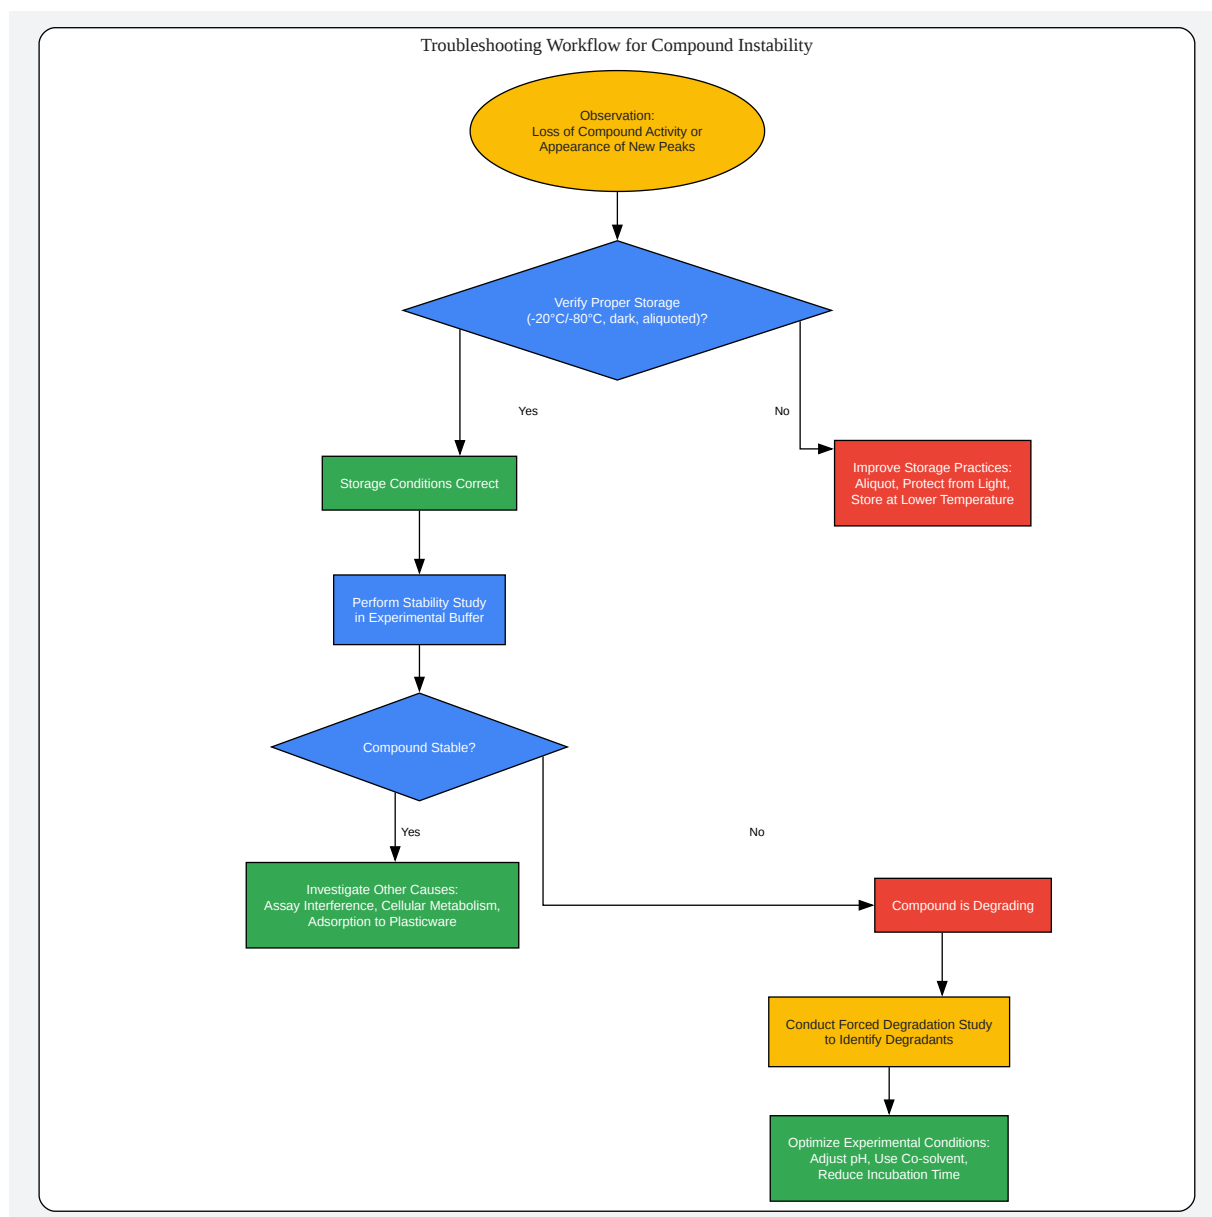 Troubleshooting Workflow for Compound Instability
Observation:
Loss of Compound Activity or
Appearance of New Peaks
Verify Proper Storage
(-20°C/-80°C, dark, aliquoted)?
Yes
No
Storage Conditions Correct
Improve Storage Practices:
Aliquot, Protect from Light,
Store at Lower Temperature
Perform Stability Study
in Experimental Buffer
Compound Stable?
Yes
No
Investigate Other Causes:
Assay Interference, Cellular Metabolism,
Adsorption to Plasticware
Compound is Degrading
Conduct Forced Degradation Study
to Identify Degradants
Optimize Experimental Conditions:
Adjust pH, Use Co-solvent,
Reduce Incubation Time